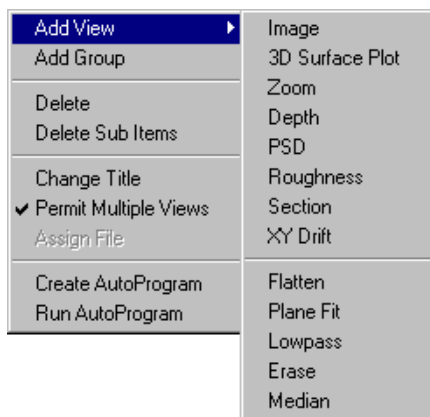 Add View
Add Group
Delete
Delete Sub Items
Change Title
Permit Multiple Views
Assign File
Create AutoProgram
Run AutoProgram
Image
3D Surface Plot
Zoom
Depth
PSD
Roughness
Section
XY Drift
Flatten
Plane Fit
Lowpass
Erase
Median